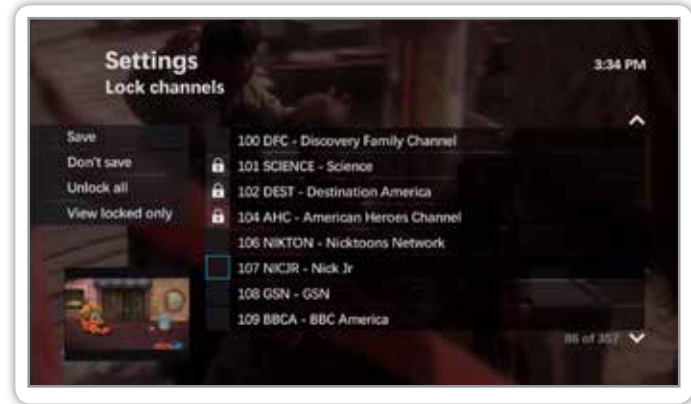 Settings
3:34 PM
Lock channels
Save
Don't save
Unlock all
View locked only
100 DFC - Discovery Family Channel
101 SCIENCE - Science
102 DEST - Destination America
104 AHC - American Heroes Channel
106 NIKTON - Nicktoons Network
107 NICJR - Nick Jr
108 GSN - GSN
109 BBCA - BBC America
86 of 357